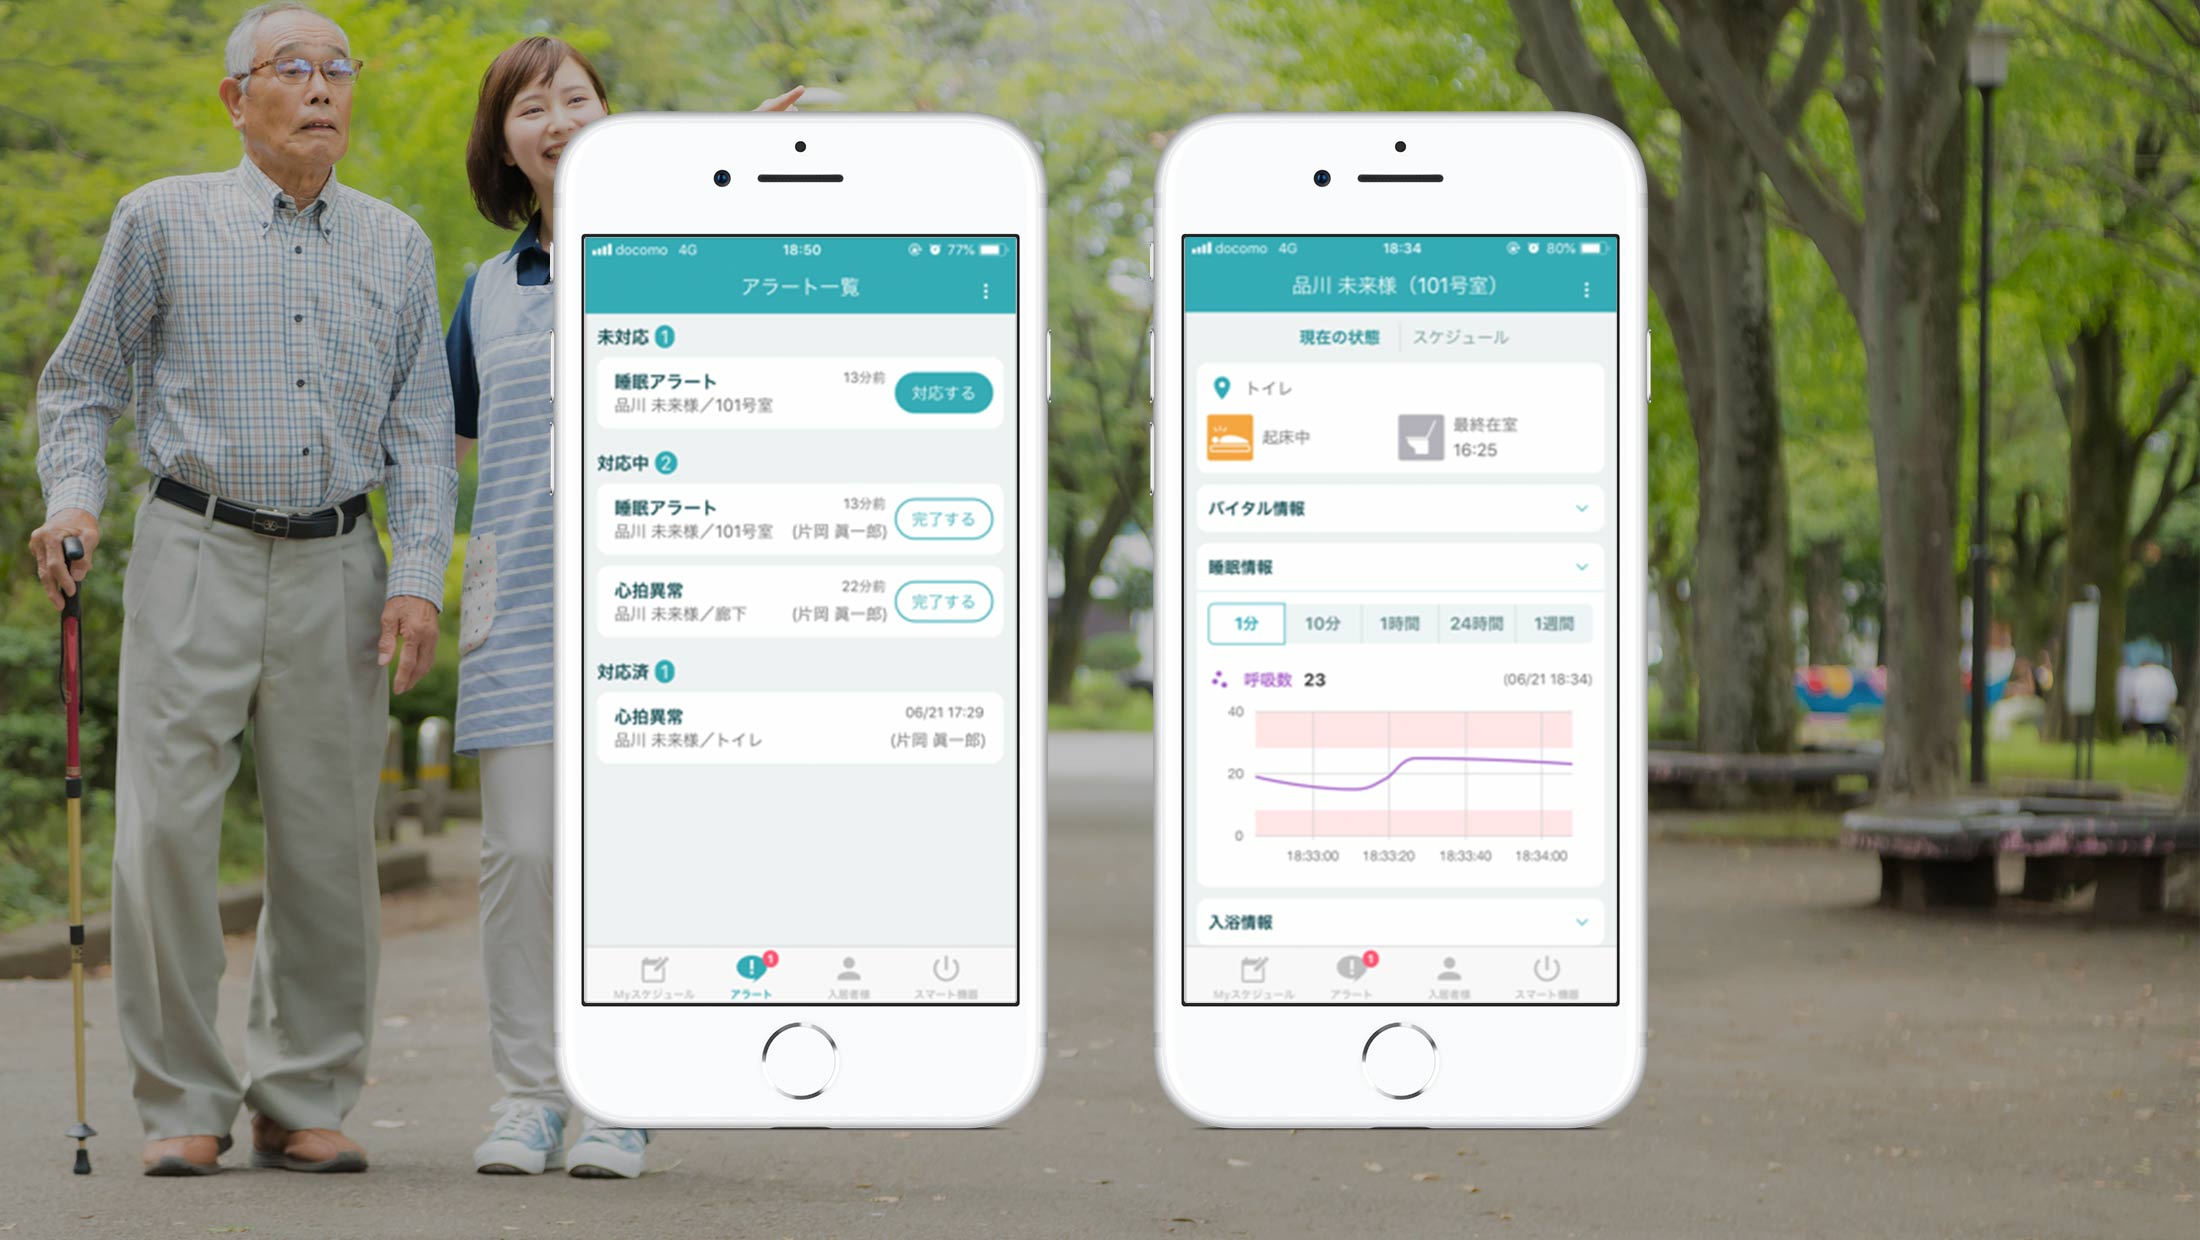 docomo 4G 18:50 77%
アラート一覧
未対応 1
睡眠アラート 13分前 対応する
品川 未来様／101号室
対応中 2
睡眠アラート 13分前 完了する
品川 未来様／101号室 (片岡 眞一郎)
心拍異常 22分前 完了する
品川 未来様／廊下 (片岡 眞一郎)
対応済 1
心拍異常 06/21 17:29
品川 未来様／トイレ (片岡 眞一郎)
! 1
Myスケジュール アラート 入居者様 スマート機器
docomo 4G 18:34 80%
品川 未来様（101号室）
現在の状態 スケジュール
トイレ
起床中 最終在室
16:25
バイタル情報
睡眠情報
1分 10分 1時間 24時間 1週間
呼吸数 23 (06/21 18:34)
40
20
0
18:33:00 18:33:20 18:33:40 18:34:00
入浴情報
! 1
Myスケジュール アラート 入居者様 スマート機器